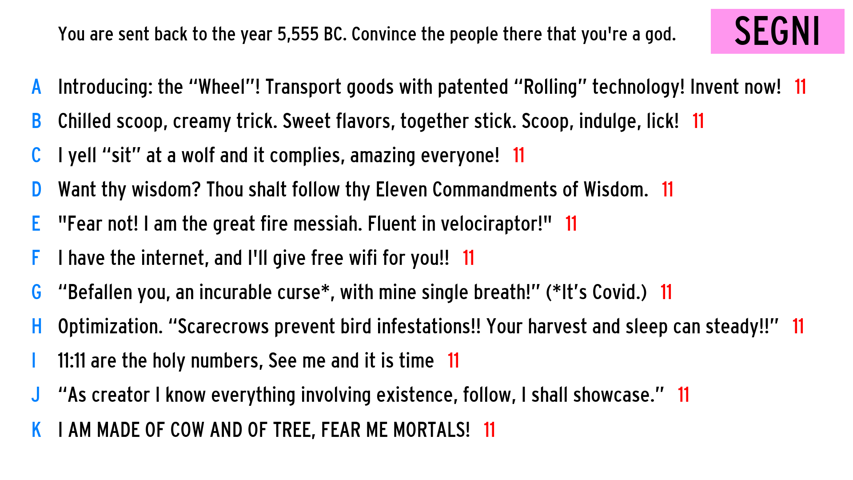 You are sent back to the year 5,555 BC. Convince the people there that you're a god.
SEGNI
A Introducing: the “Wheel”! Transport goods with patented “Rolling” technology! Invent now! 11
B Chilled scoop, creamy trick. Sweet flavors, together stick. Scoop, indulge, lick! 11
C I yell “sit” at a wolf and it complies, amazing everyone! 11
D Want thy wisdom? Thou shalt follow thy Eleven Commandments of Wisdom. 11
E "Fear not! I am the great fire messiah. Fluent in velociraptor!" 11
F I have the internet, and I'll give free wifi for you!! 11
G “Befallen you, an incurable curse*, with mine single breath!” (*It’s Covid.) 11
H Optimization. “Scarecrows prevent bird infestations!! Your harvest and sleep can steady!!” 11
I 11:11 are the holy numbers, See me and it is time 11
J “As creator I know everything involving existence, follow, I shall showcase.” 11
K I AM MADE OF COW AND OF TREE, FEAR ME MORTALS! 11